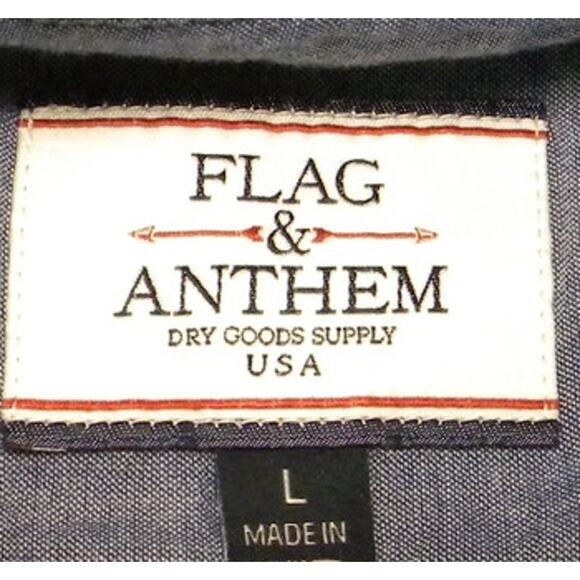 FLAG
&
ANTHEM
DRY GOODS SUPPLY
USA
L
MADE IN